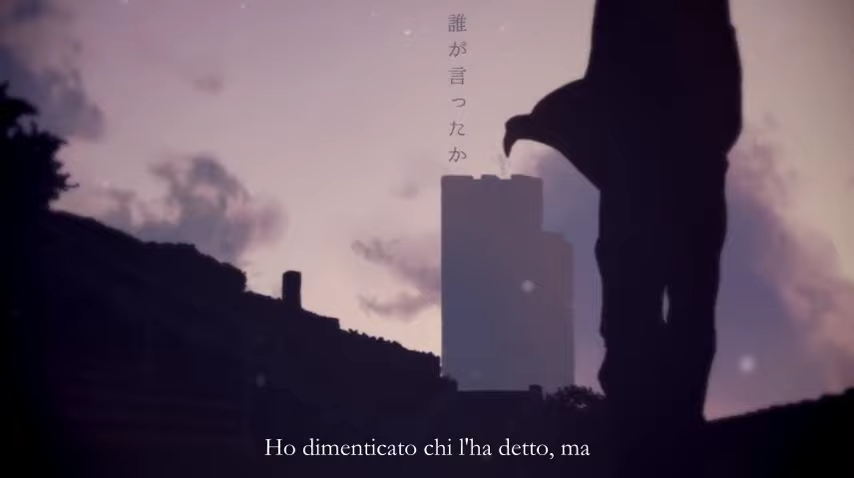 誰が言ったか
Ho dimenticato chi l'ha detto, ma